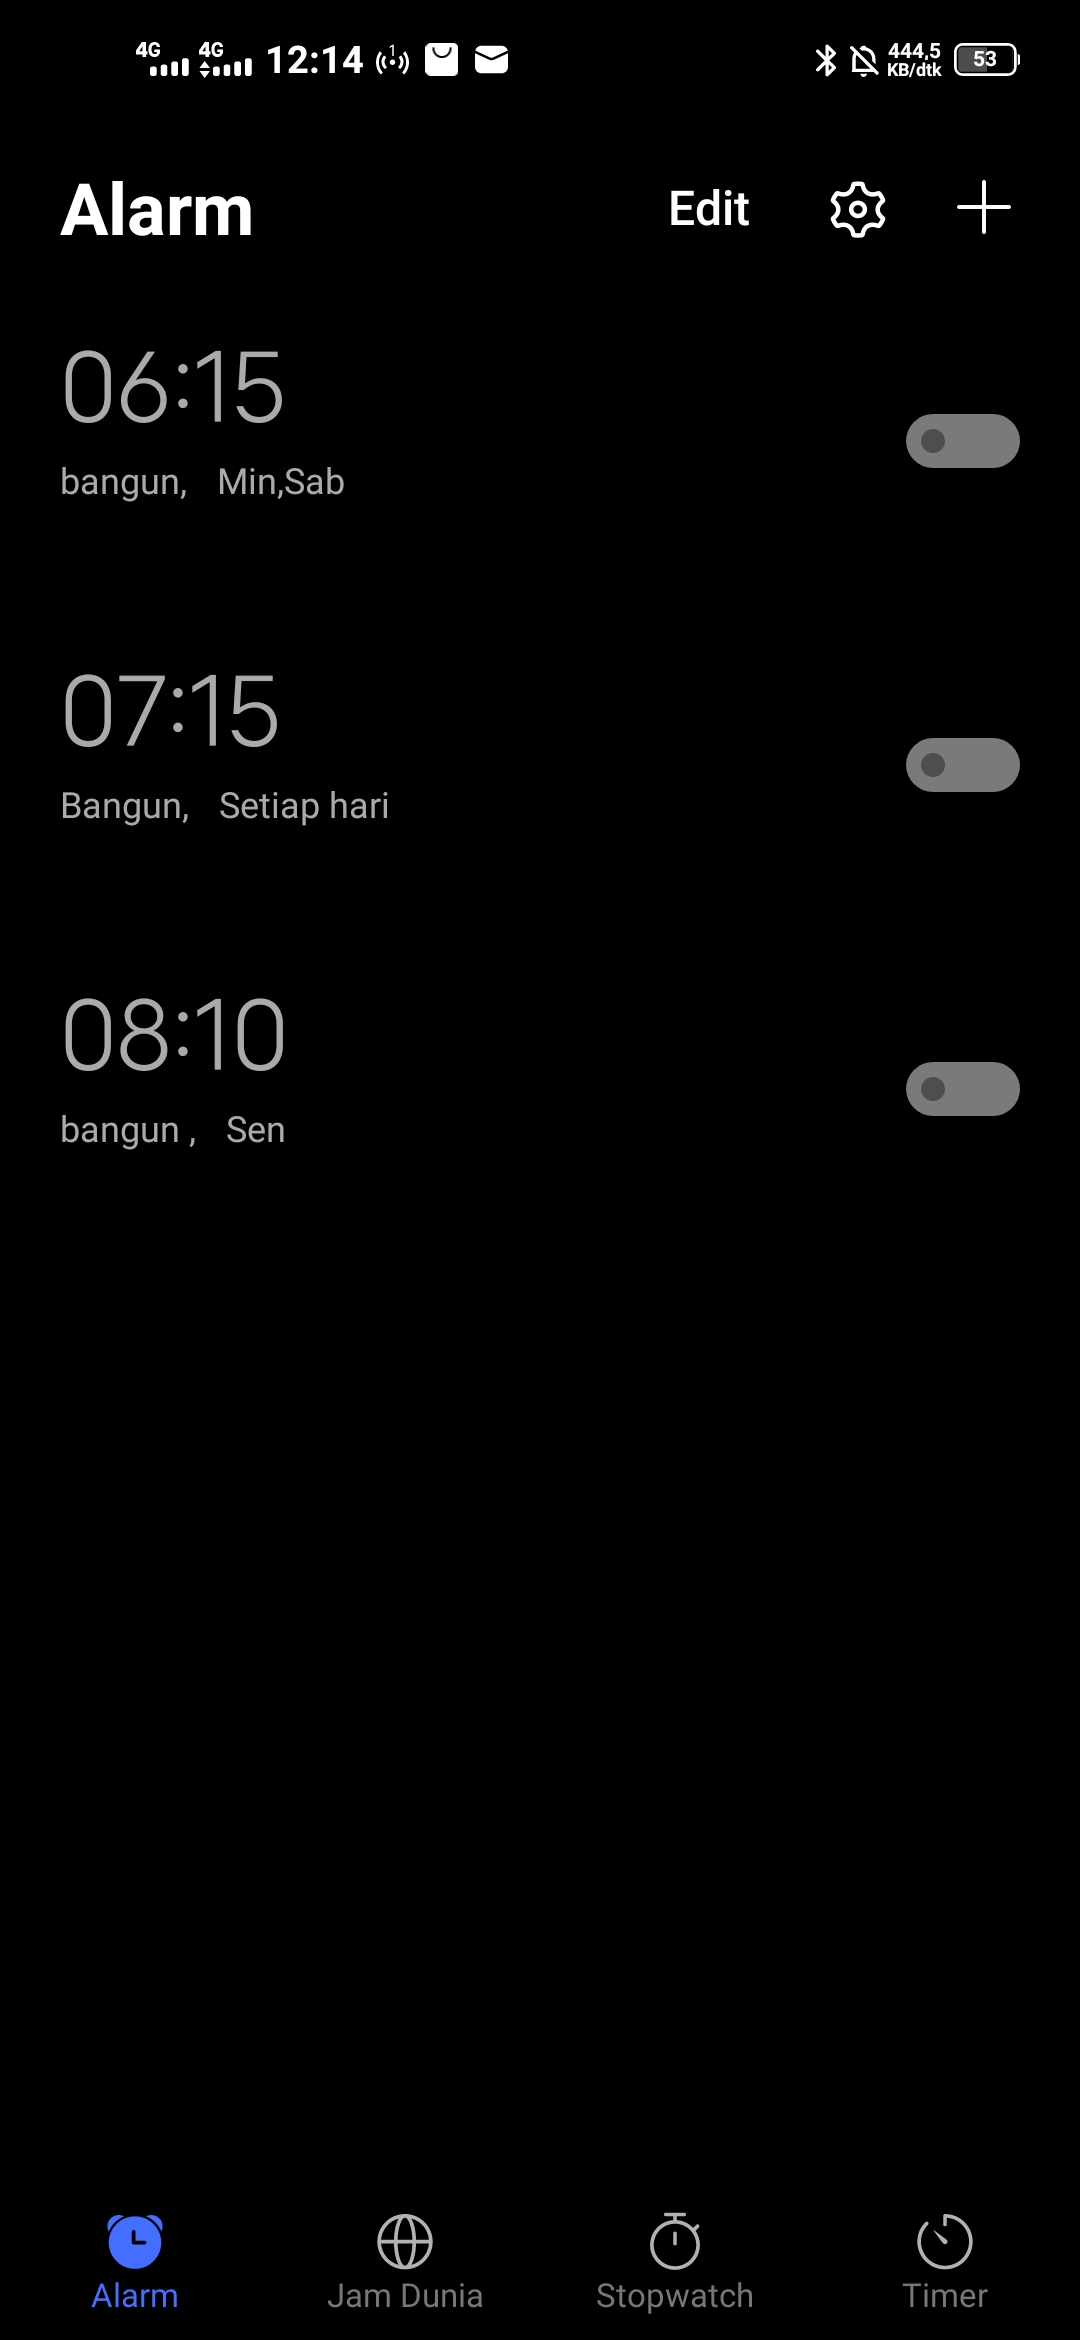 4G 4G 12:14 1 444,5 KB/dtk 53
Alarm Edit
06:15
bangun, Min,Sab
07:15
Bangun, Setiap hari
08:10
bangun , Sen
Alarm Jam Dunia Stopwatch Timer